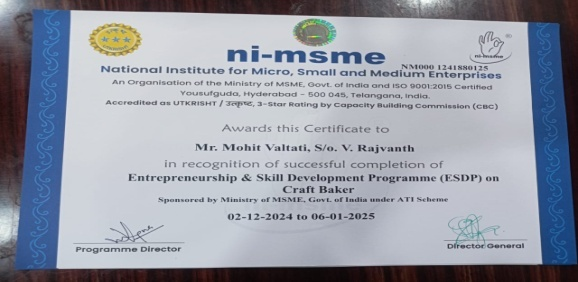 ni-msme
NM000 1241880125
ni-msme
National Institute for Micro, Small and Medium Enterprises
An Organisation of the Ministry of MSME, Govt. of India and ISO 9001:2015 Certified
Yousufguda, Hyderabad - 500 045, Telangana, India.
Accredited as UTKRISHT / उत्कृष्ट, 3-Star Rating by Capacity Building Commission (CBC)
Awards this Certificate to
Mr. Mohit Valtati, S/o. V. Rajvanth
in recognition of successful completion of
Entrepreneurship & Skill Development Programme (ESDP) on
Craft Baker
Sponsored by Ministry of MSME, Govt. of India under ATI Scheme
02-12-2024 to 06-01-2025
Programme Director
Director General